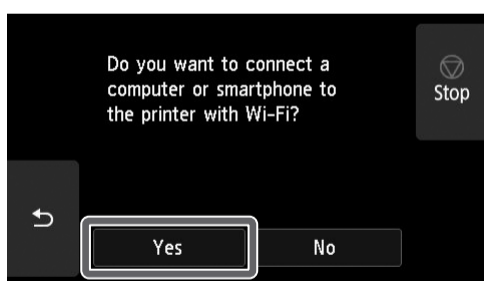 Do you want to connect a
computer or smartphone to
the printer with Wi-Fi?
Stop
Yes
No